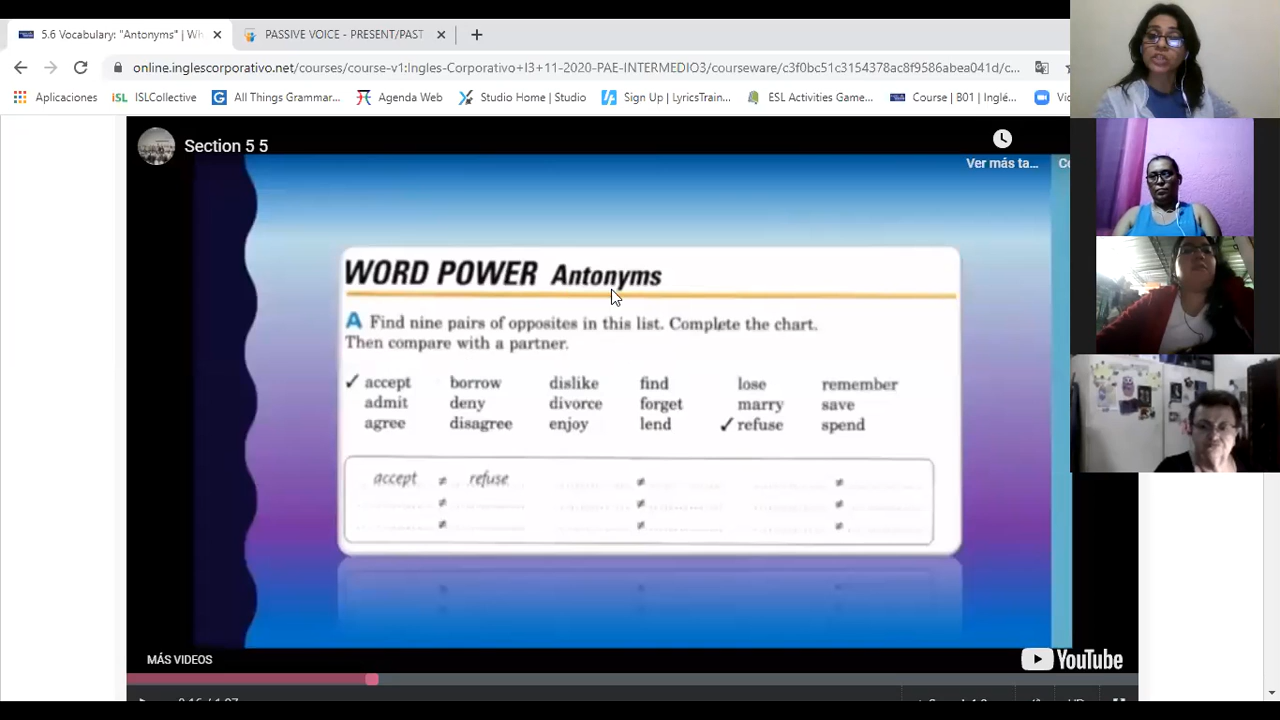 5.6 Vocabulary: "Antonyms" | Wh
PASSIVE VOICE - PRESENT/PAST
online.inglescorporativo.net/courses/course-v1:Ingles-Corporativo+I3+11-2020-PAE-INTERMEDIO3/courseware/c3f0bc51c3154378ac8f9586abea041d/c...
Aplicaciones iSL ISLCollective All Things Grammar... Agenda Web Studio Home | Studio Sign Up | LyricsTrain... ESL Activities Game... Course | B01 | Inglé...
Section 5 5
Ver más ta...
WORD POWER Antonyms
A Find nine pairs of opposites in this list. Complete the chart.
Then compare with a partner.
✓ accept borrow dislike find lose remember
admit deny divorce forget marry save
agree disagree enjoy lend ✓ refuse spend
accept ≠ refuse ≠ ≠
≠ ≠ ≠
≠ ≠ ≠
MÁS VIDEOS
YouTube